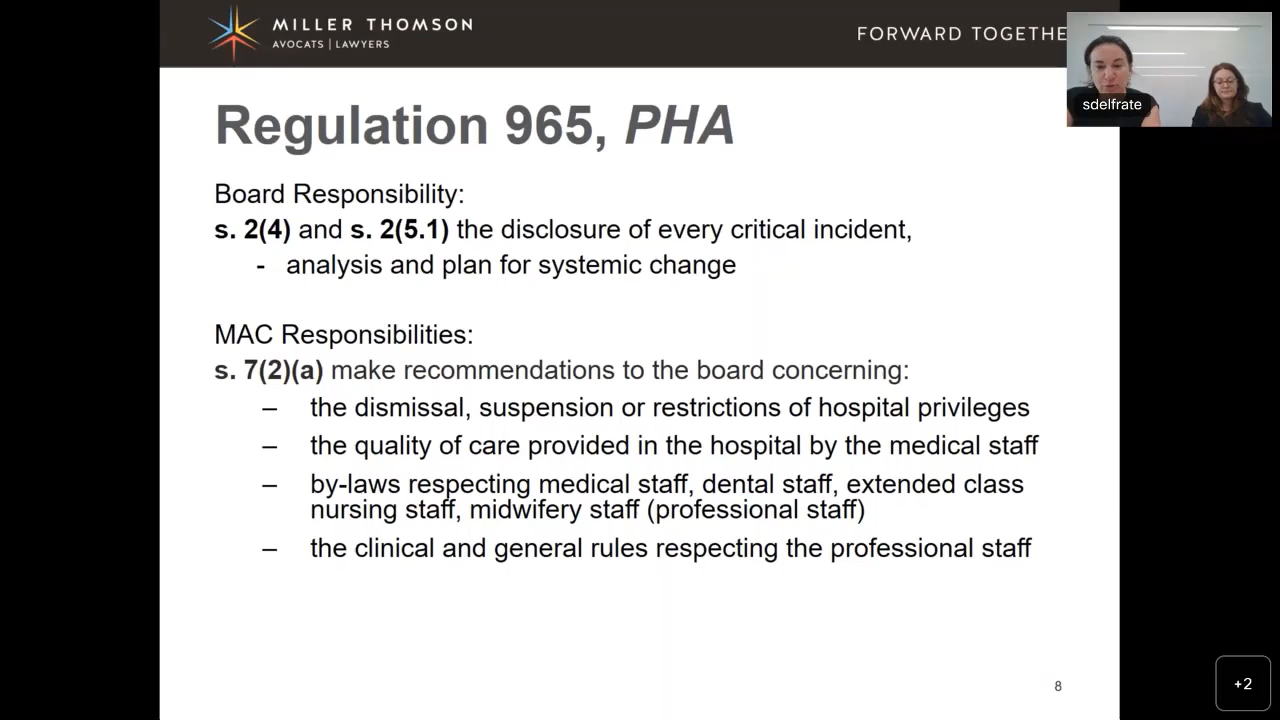 MILLER THOMSON
AVOCATS | LAWYERS
FORWARD TOGETHE
sdelfrate
Regulation 965, PHA
Board Responsibility:
s. 2(4) and s. 2(5.1) the disclosure of every critical incident,
- analysis and plan for systemic change
MAC Responsibilities:
s. 7(2)(a) make recommendations to the board concerning:
– the dismissal, suspension or restrictions of hospital privileges
– the quality of care provided in the hospital by the medical staff
– by-laws respecting medical staff, dental staff, extended class
nursing staff, midwifery staff (professional staff)
– the clinical and general rules respecting the professional staff
8
+2